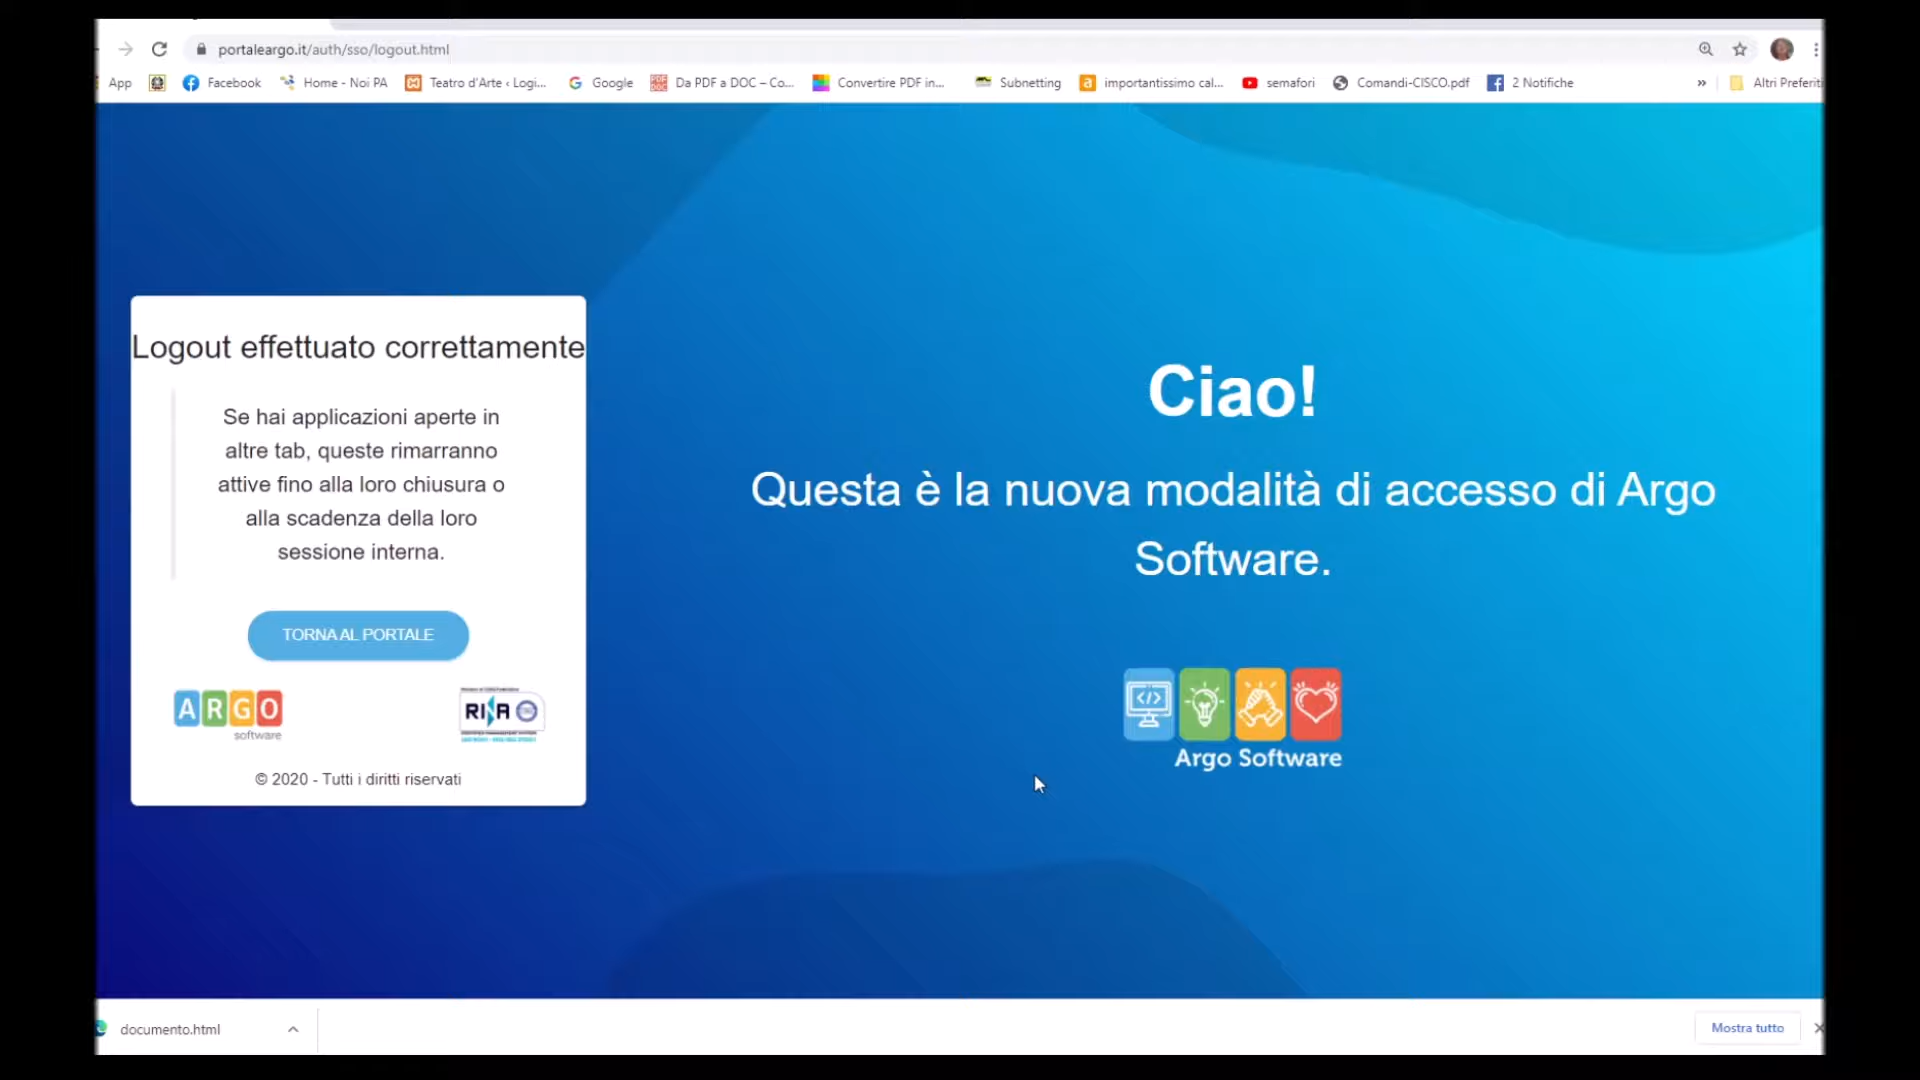 portaleargo.it/auth/sso/logout.html
App Facebook Home - Noi PA Teatro d'Arte ‹ Logi... Google Da PDF a DOC – Co... Convertire PDF in... Subnetting importantissimo cal... semafori Comandi-CISCO.pdf 2 Notifiche » Altri Preferiti
Logout effettuato correttamente
Se hai applicazioni aperte in
altre tab, queste rimarranno
attive fino alla loro chiusura o
alla scadenza della loro
sessione interna.
TORNA AL PORTALE
ARGO
software
RINA
© 2020 - Tutti i diritti riservati
Ciao!
Questa è la nuova modalità di accesso di Argo
Software.
Argo Software
documento.html
Mostra tutto